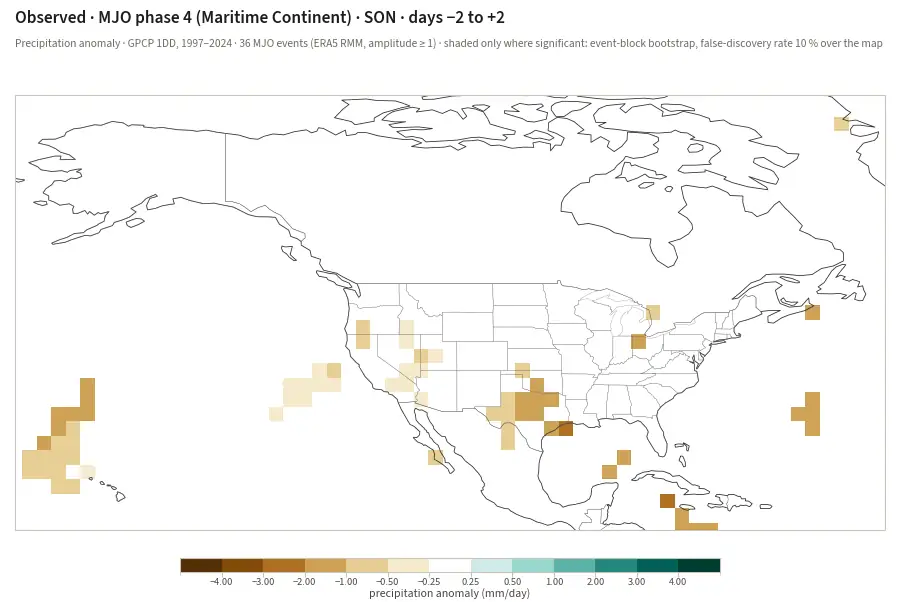 Observed · MJO phase 4 (Maritime Continent) · SON · days −2 to +2
Precipitation anomaly · GPCP 1DD, 1997–2024 · 36 MJO events (ERA5 RMM, amplitude ≥ 1) · shaded only where significant: event-block bootstrap, false-discovery rate 10 % over the map
−4.00 −3.00 −2.00 −1.00 −0.50 −0.25 0.25 0.50 1.00 2.00 3.00 4.00
precipitation anomaly (mm/day)